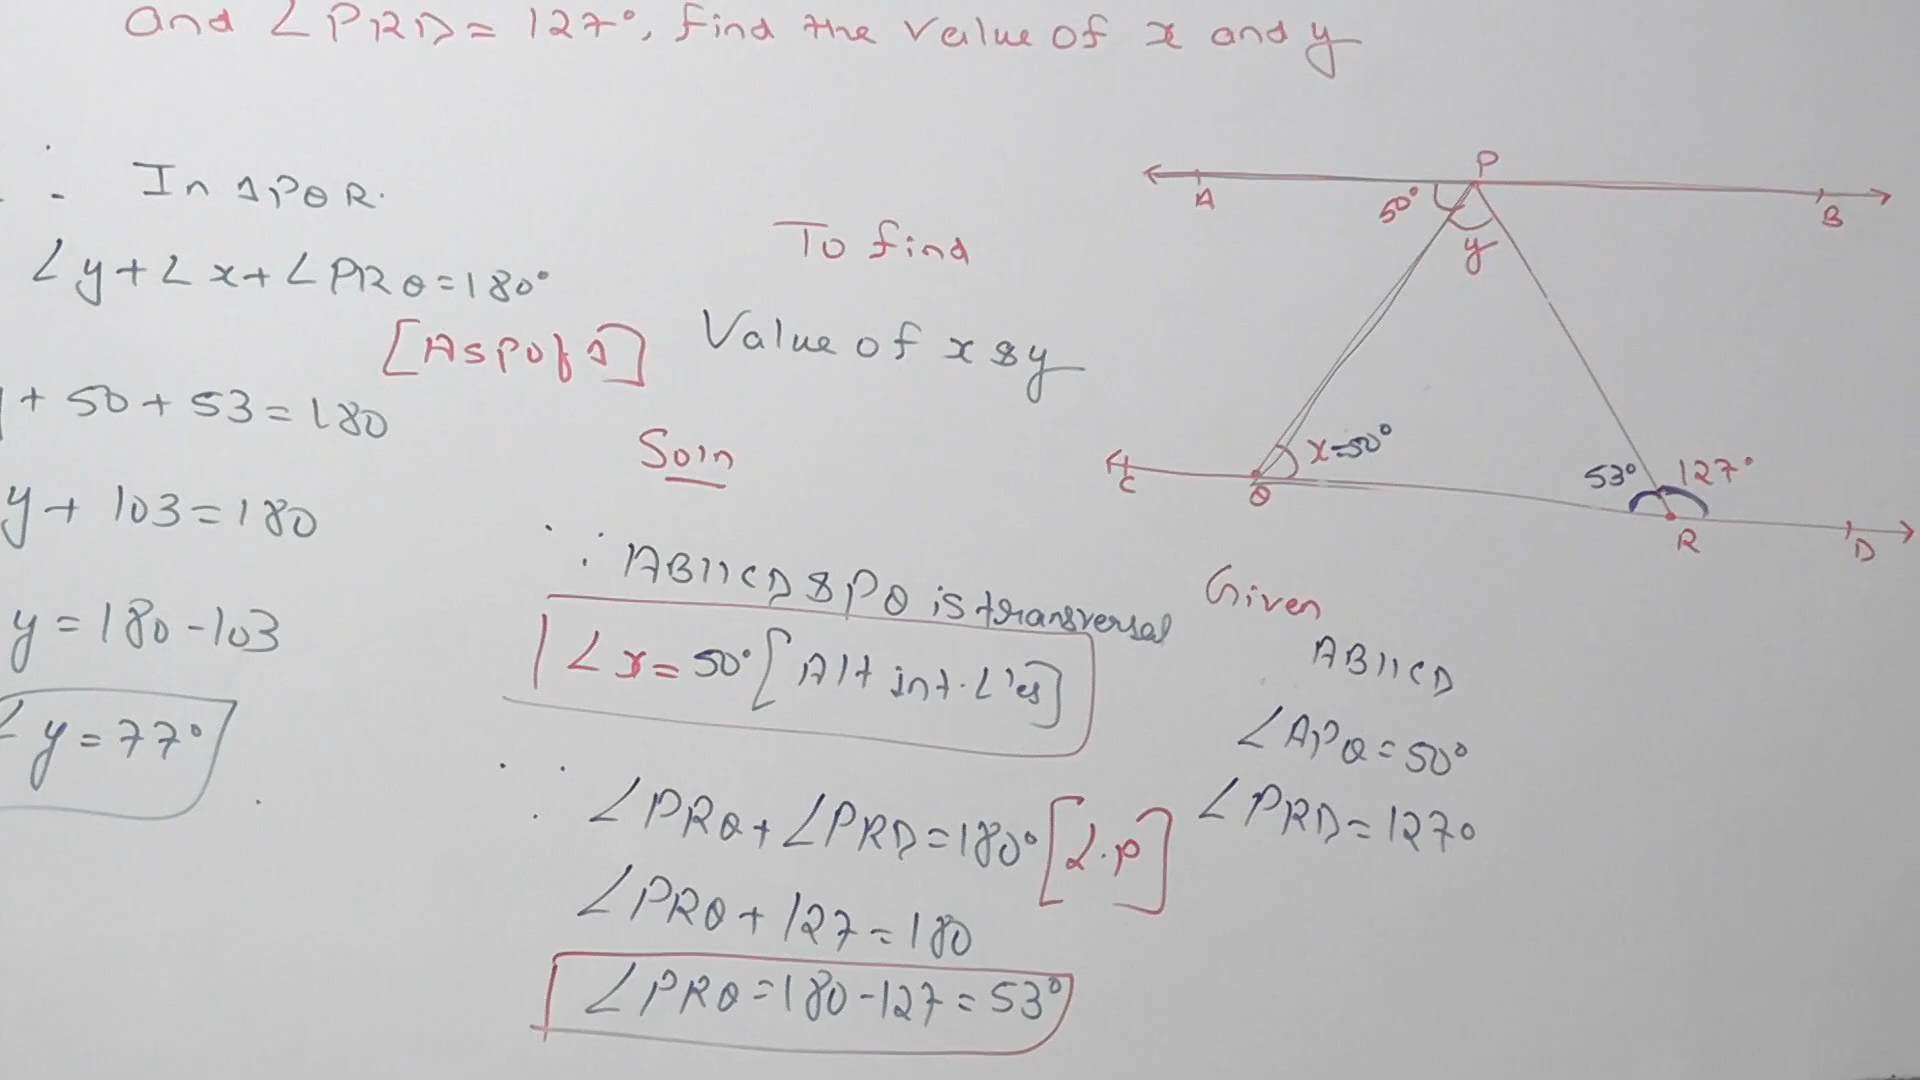 and ∠PRD = 127°, find the value of x and y
In ΔPQR.
∠y + ∠x + ∠PRQ = 180°
[ASP of Δ]
+ 50 + 53 = 180
y + 103 = 180
y = 180 - 103
∠y = 77°
To find
Value of x & y
Soln
∵ AB||CD & PQ is transversal
∠x = 50° [Alt int. ∠'es]
∵ ∠PRQ + ∠PRD = 180° [L.P]
∠PRQ + 127 = 180
∠PRQ = 180 - 127 = 53°
P
A
50°
y
B
x=50°
53°
127°
C
Q
R
D
Given
AB||CD
∠APQ = 50°
∠PRD = 127°